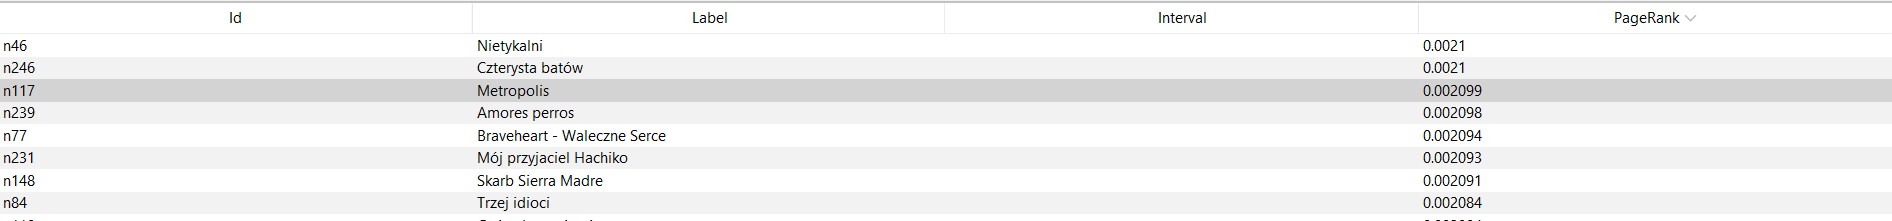 Id Label Interval PageRank
n46 Nietykalni 0.0021
n246 Czterysta batów 0.0021
n117 Metropolis 0.002099
n239 Amores perros 0.002098
n77 Braveheart - Waleczne Serce 0.002094
n231 Mój przyjaciel Hachiko 0.002093
n148 Skarb Sierra Madre 0.002091
n84 Trzej idioci 0.002084